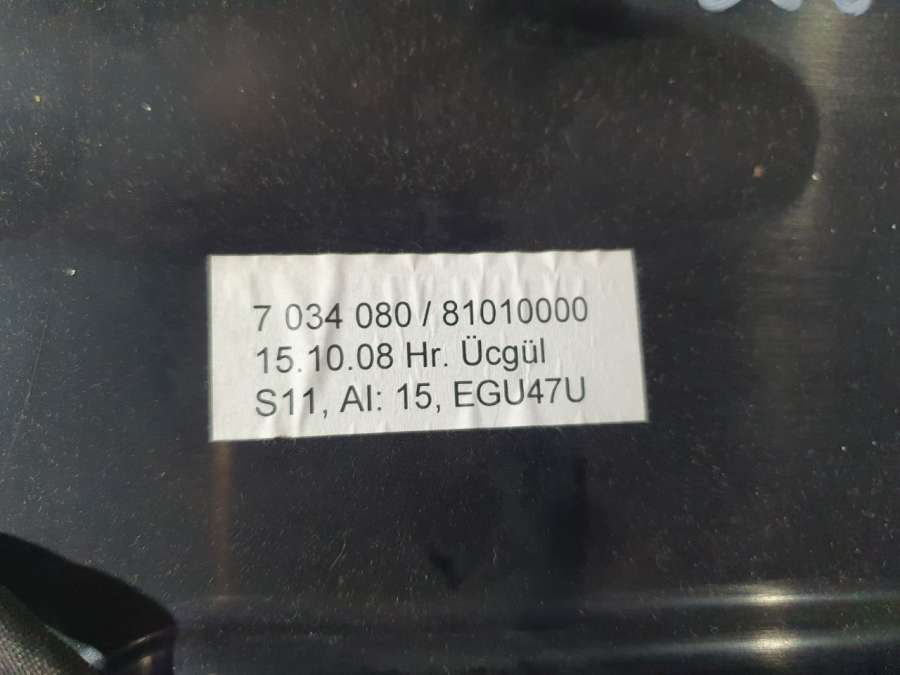 7 034 080 / 81010000
15.10.08 Hr. Ücgül
S11, AI: 15, EGU47U